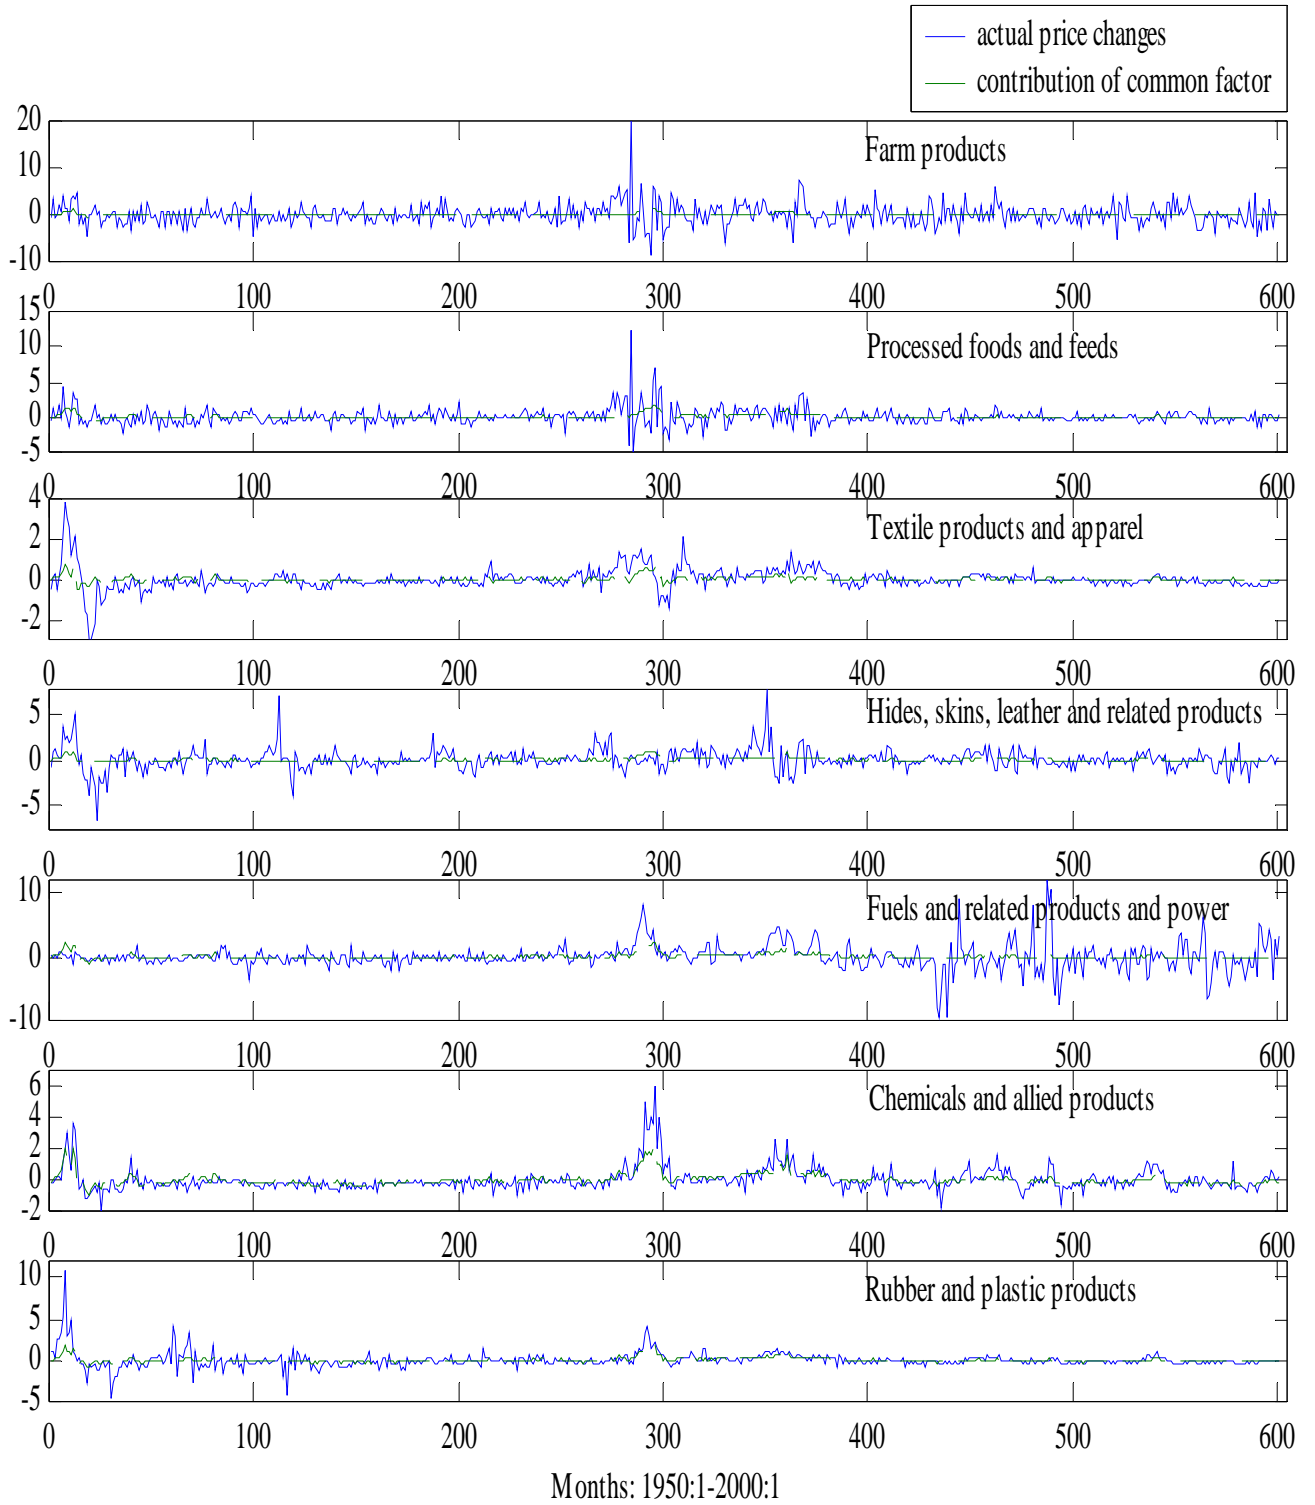 actual price changes
contribution of common factor
20
10
0
-10
Farm products
0 100 200 300 400 500 600
15
10
5
0
-5
Processed foods and feeds
0 100 200 300 400 500 600
4
2
0
-2
Textile products and apparel
0 100 200 300 400 500 600
5
0
-5
Hides, skins, leather and related products
0 100 200 300 400 500 600
10
0
-10
Fuels and related products and power
0 100 200 300 400 500 600
6
4
2
0
-2
Chemicals and allied products
0 100 200 300 400 500 600
10
5
0
-5
Rubber and plastic products
0 100 200 300 400 500 600
Months: 1950:1-2000:1